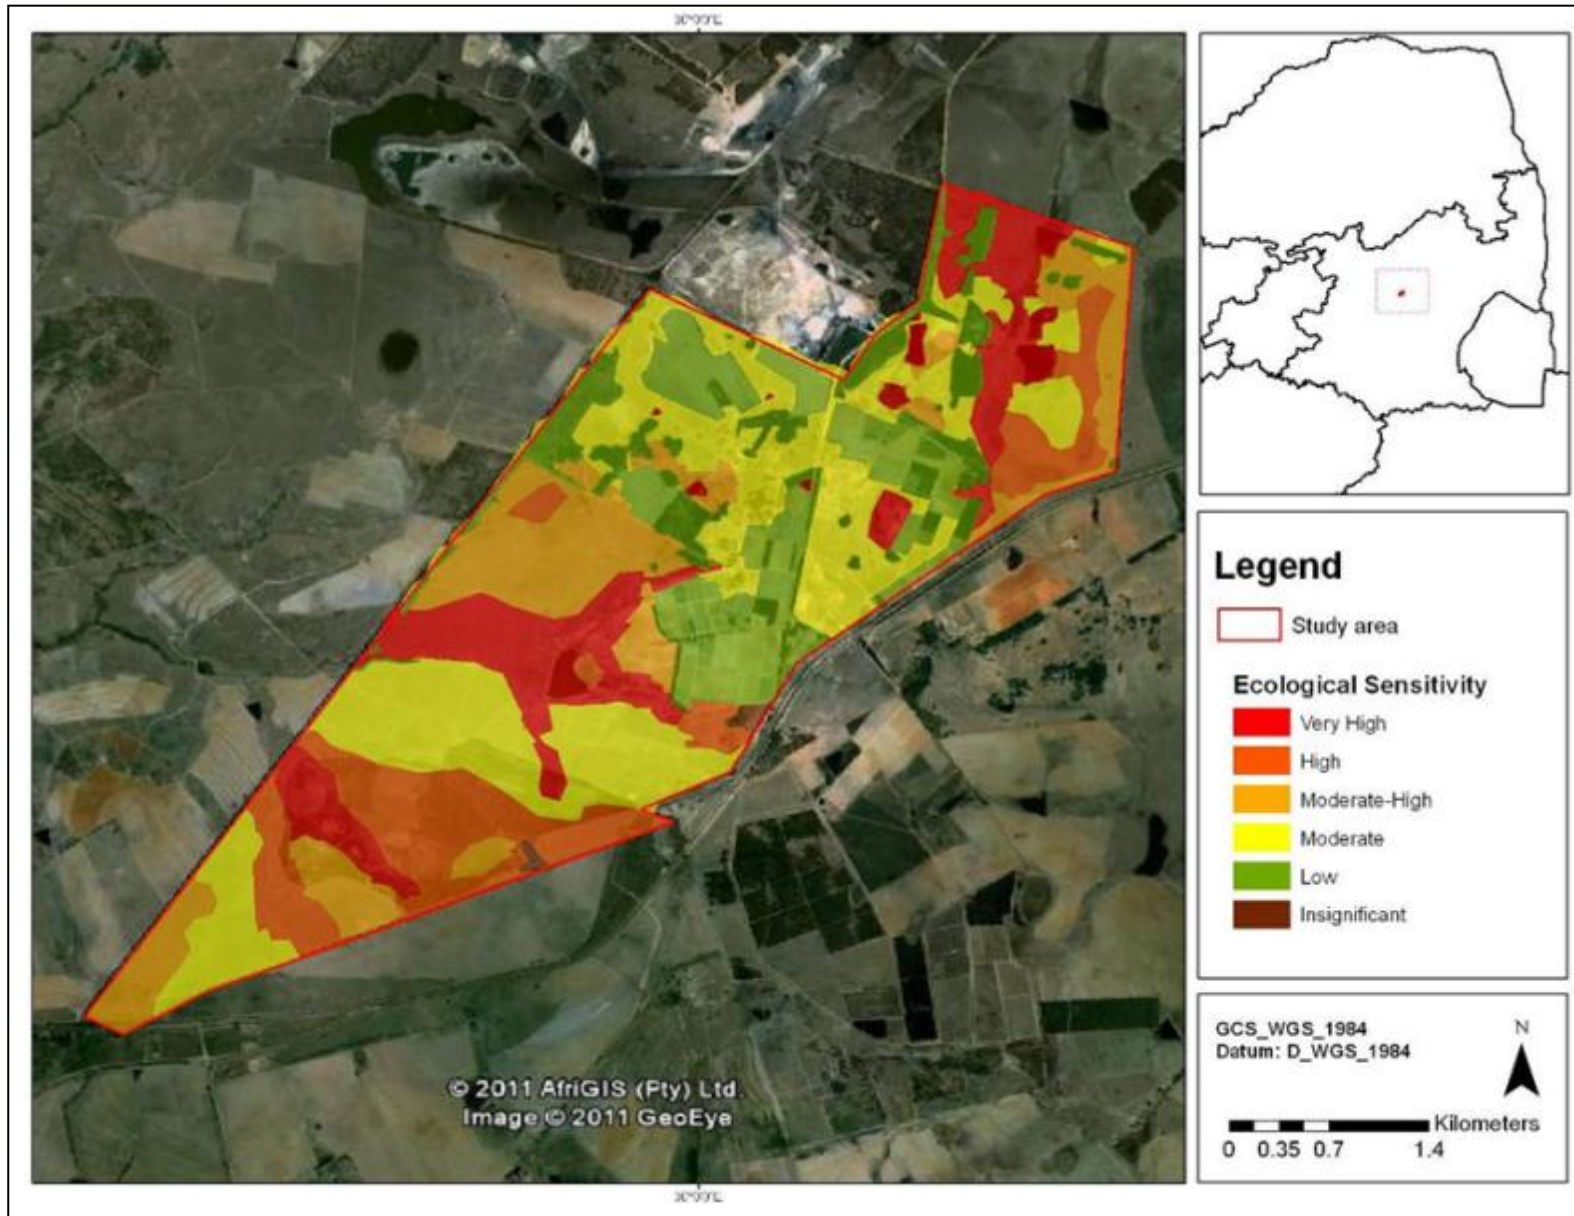 © 2011 AfriGIS (Pty) Ltd.
Image © 2011 GeoEye
Legend
Study area
Ecological Sensitivity
Very High
High
Moderate-High
Moderate
Low
Insignificant
GCS_WGS_1984
Datum: D_WGS_1984
N
Kilometers
0 0.35 0.7 1.4